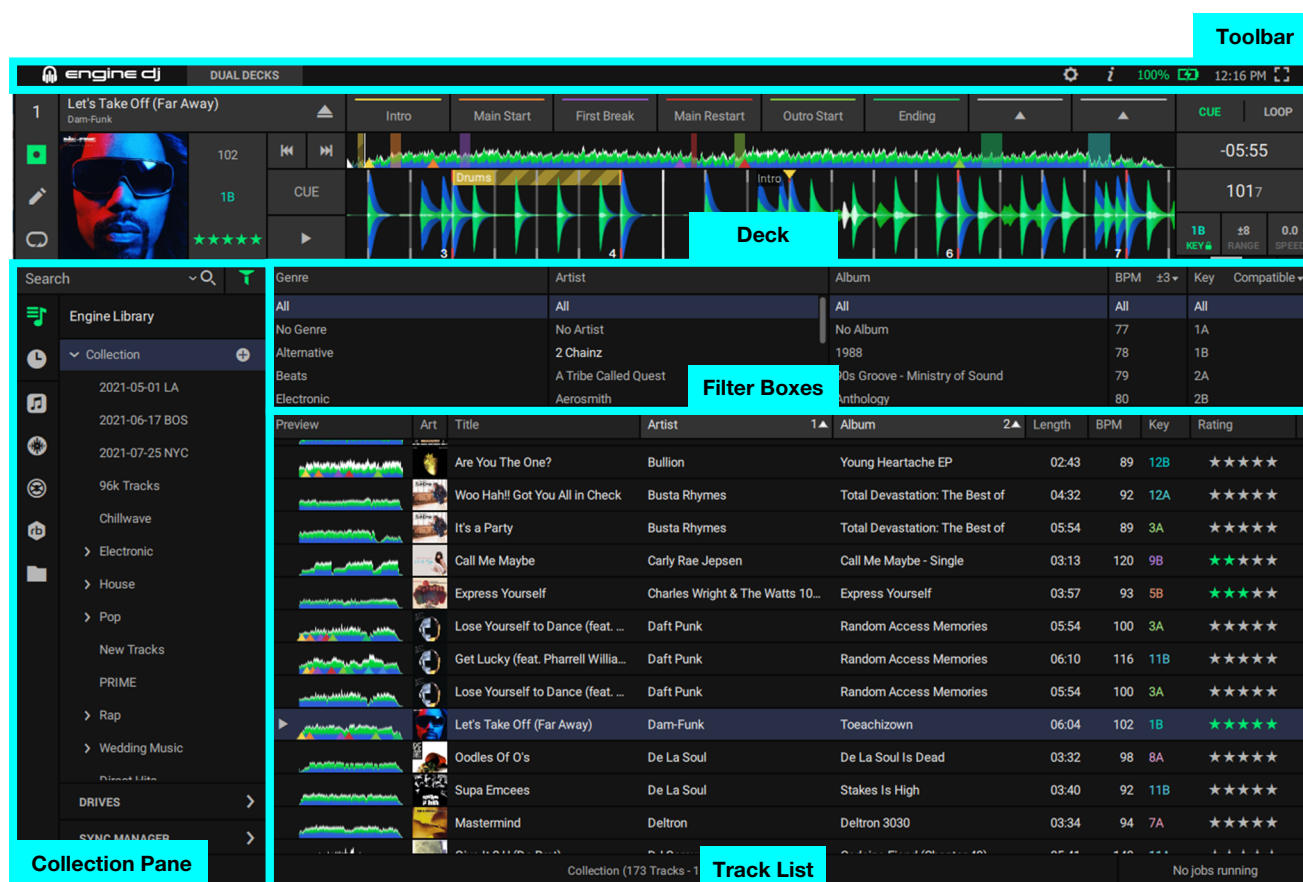 Toolbar
engine dj DUAL DECKS 100% 12:16 PM
1 Let's Take Off (Far Away) Intro Main Start First Break Main Restart Outro Start Ending CUE LOOP
Dam-Funk
102 -05:55
Drums Intro
1B CUE 1017
Deck
1B ±8 0.0
KEY RANGE SPEED
3 4 6 7
Search Genre Artist Album BPM ±3 Key Compatible
Engine Library
All All All All All
No Genre No Artist No Album 77 1A
Collection Alternative 2 Chainz 1988 78 1B
2021-05-01 LA Beats A Tribe Called Quest 90s Groove - Ministry of Sound 79 2A
Filter Boxes
Electronic Aerosmith Anthology 80 2B
2021-06-17 BOS Preview Art Title Artist 1 Album 2 Length BPM Key Rating
2021-07-25 NYC Are You The One? Bullion Young Heartache EP 02:43 89 12B
96k Tracks Woo Hah!! Got You All in Check Busta Rhymes Total Devastation: The Best of 04:32 92 12A
Chillwave It's a Party Busta Rhymes Total Devastation: The Best of 05:54 89 3A
rb
Electronic Call Me Maybe Carly Rae Jepsen Call Me Maybe - Single 03:13 120 9B
House Express Yourself Charles Wright & The Watts 10... Express Yourself 03:57 93 5B
Pop Lose Yourself to Dance (feat. ... Daft Punk Random Access Memories 05:54 100 3A
New Tracks Get Lucky (feat. Pharrell Willia... Daft Punk Random Access Memories 06:10 116 11B
PRIME Lose Yourself to Dance (feat. ... Daft Punk Random Access Memories 05:54 100 3A
Rap Let's Take Off (Far Away) Dam-Funk Toeachizown 06:04 102 1B
Wedding Music Oodles Of O's De La Soul De La Soul Is Dead 03:32 98 8A
Direct Hits
DRIVES Supa Emcees De La Soul Stakes Is High 03:40 92 11B
SYNC MANAGER Mastermind Deltron Deltron 3030 03:34 94 7A
Collection Pane
Collection (173 Tracks - 1
Track List
No jobs running